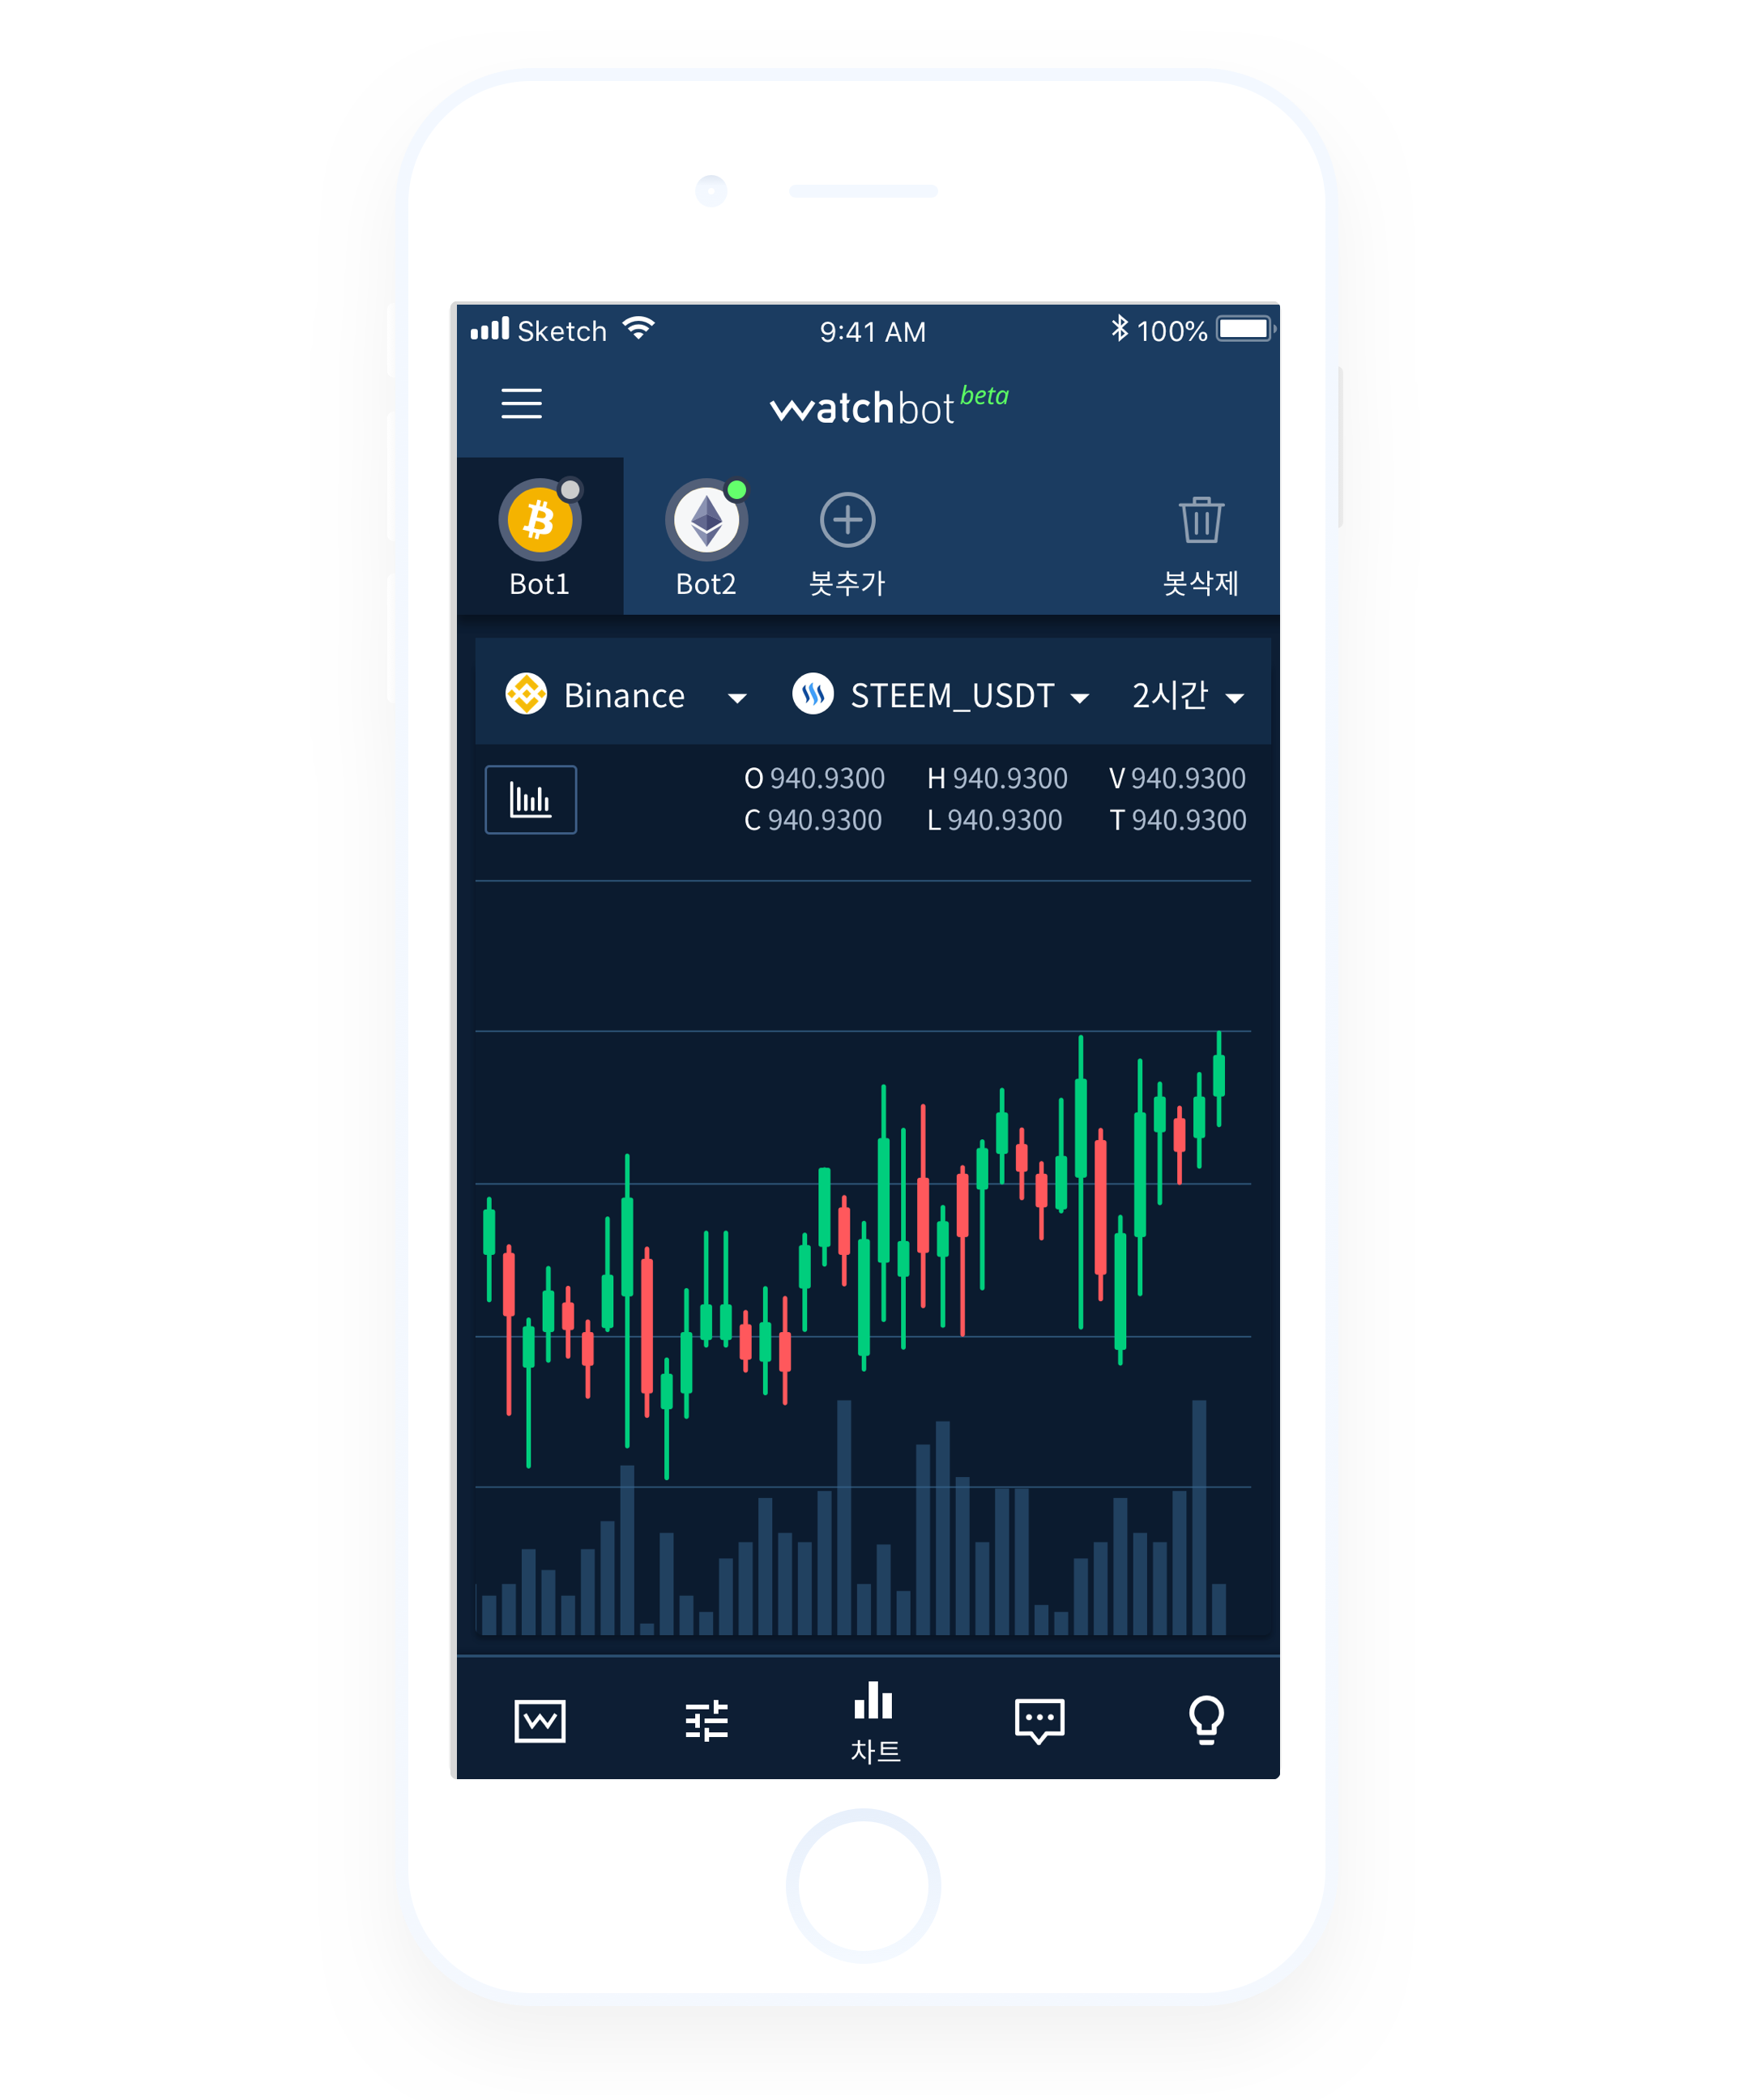 Sketch 9:41 AM 100%
watchbot beta
Bot1 Bot2 봇추가 봇삭제
Binance STEEM_USDT 2시간
O 940.9300 H 940.9300 V 940.9300
C 940.9300 L 940.9300 T 940.9300
차트